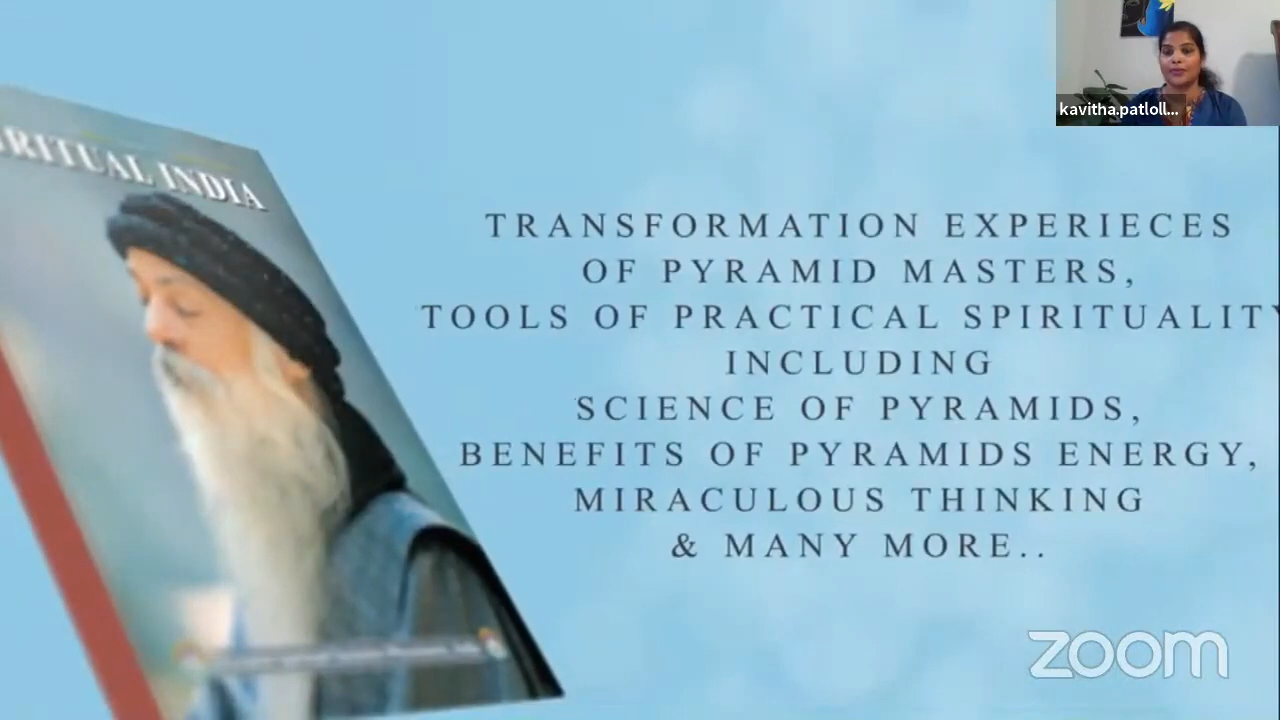 kavitha.patloll...
RITUAL INDIA
TRANSFORMATION EXPERIECES
OF PYRAMID MASTERS,
TOOLS OF PRACTICAL SPIRITUALITY
INCLUDING
SCIENCE OF PYRAMIDS,
BENEFITS OF PYRAMIDS ENERGY,
MIRACULOUS THINKING
& MANY MORE..
zoom